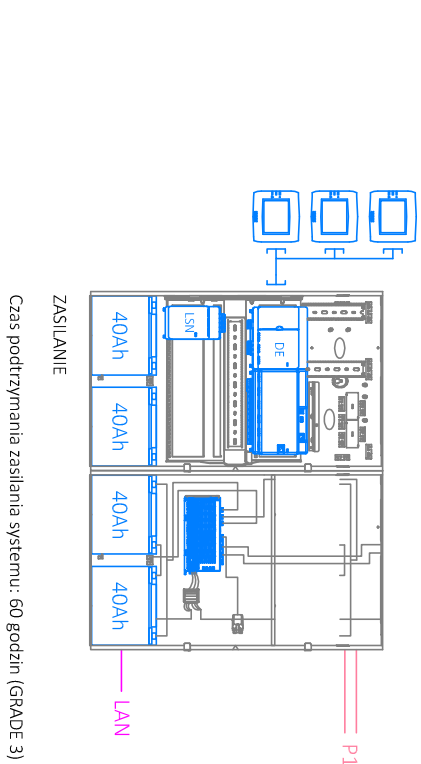 P1
DE
LSN
40Ah
40Ah
40Ah
40Ah
LAN
ZASILANIE
Czas podtrzymania zasilania systemu: 60 godzin (GRADE 3)